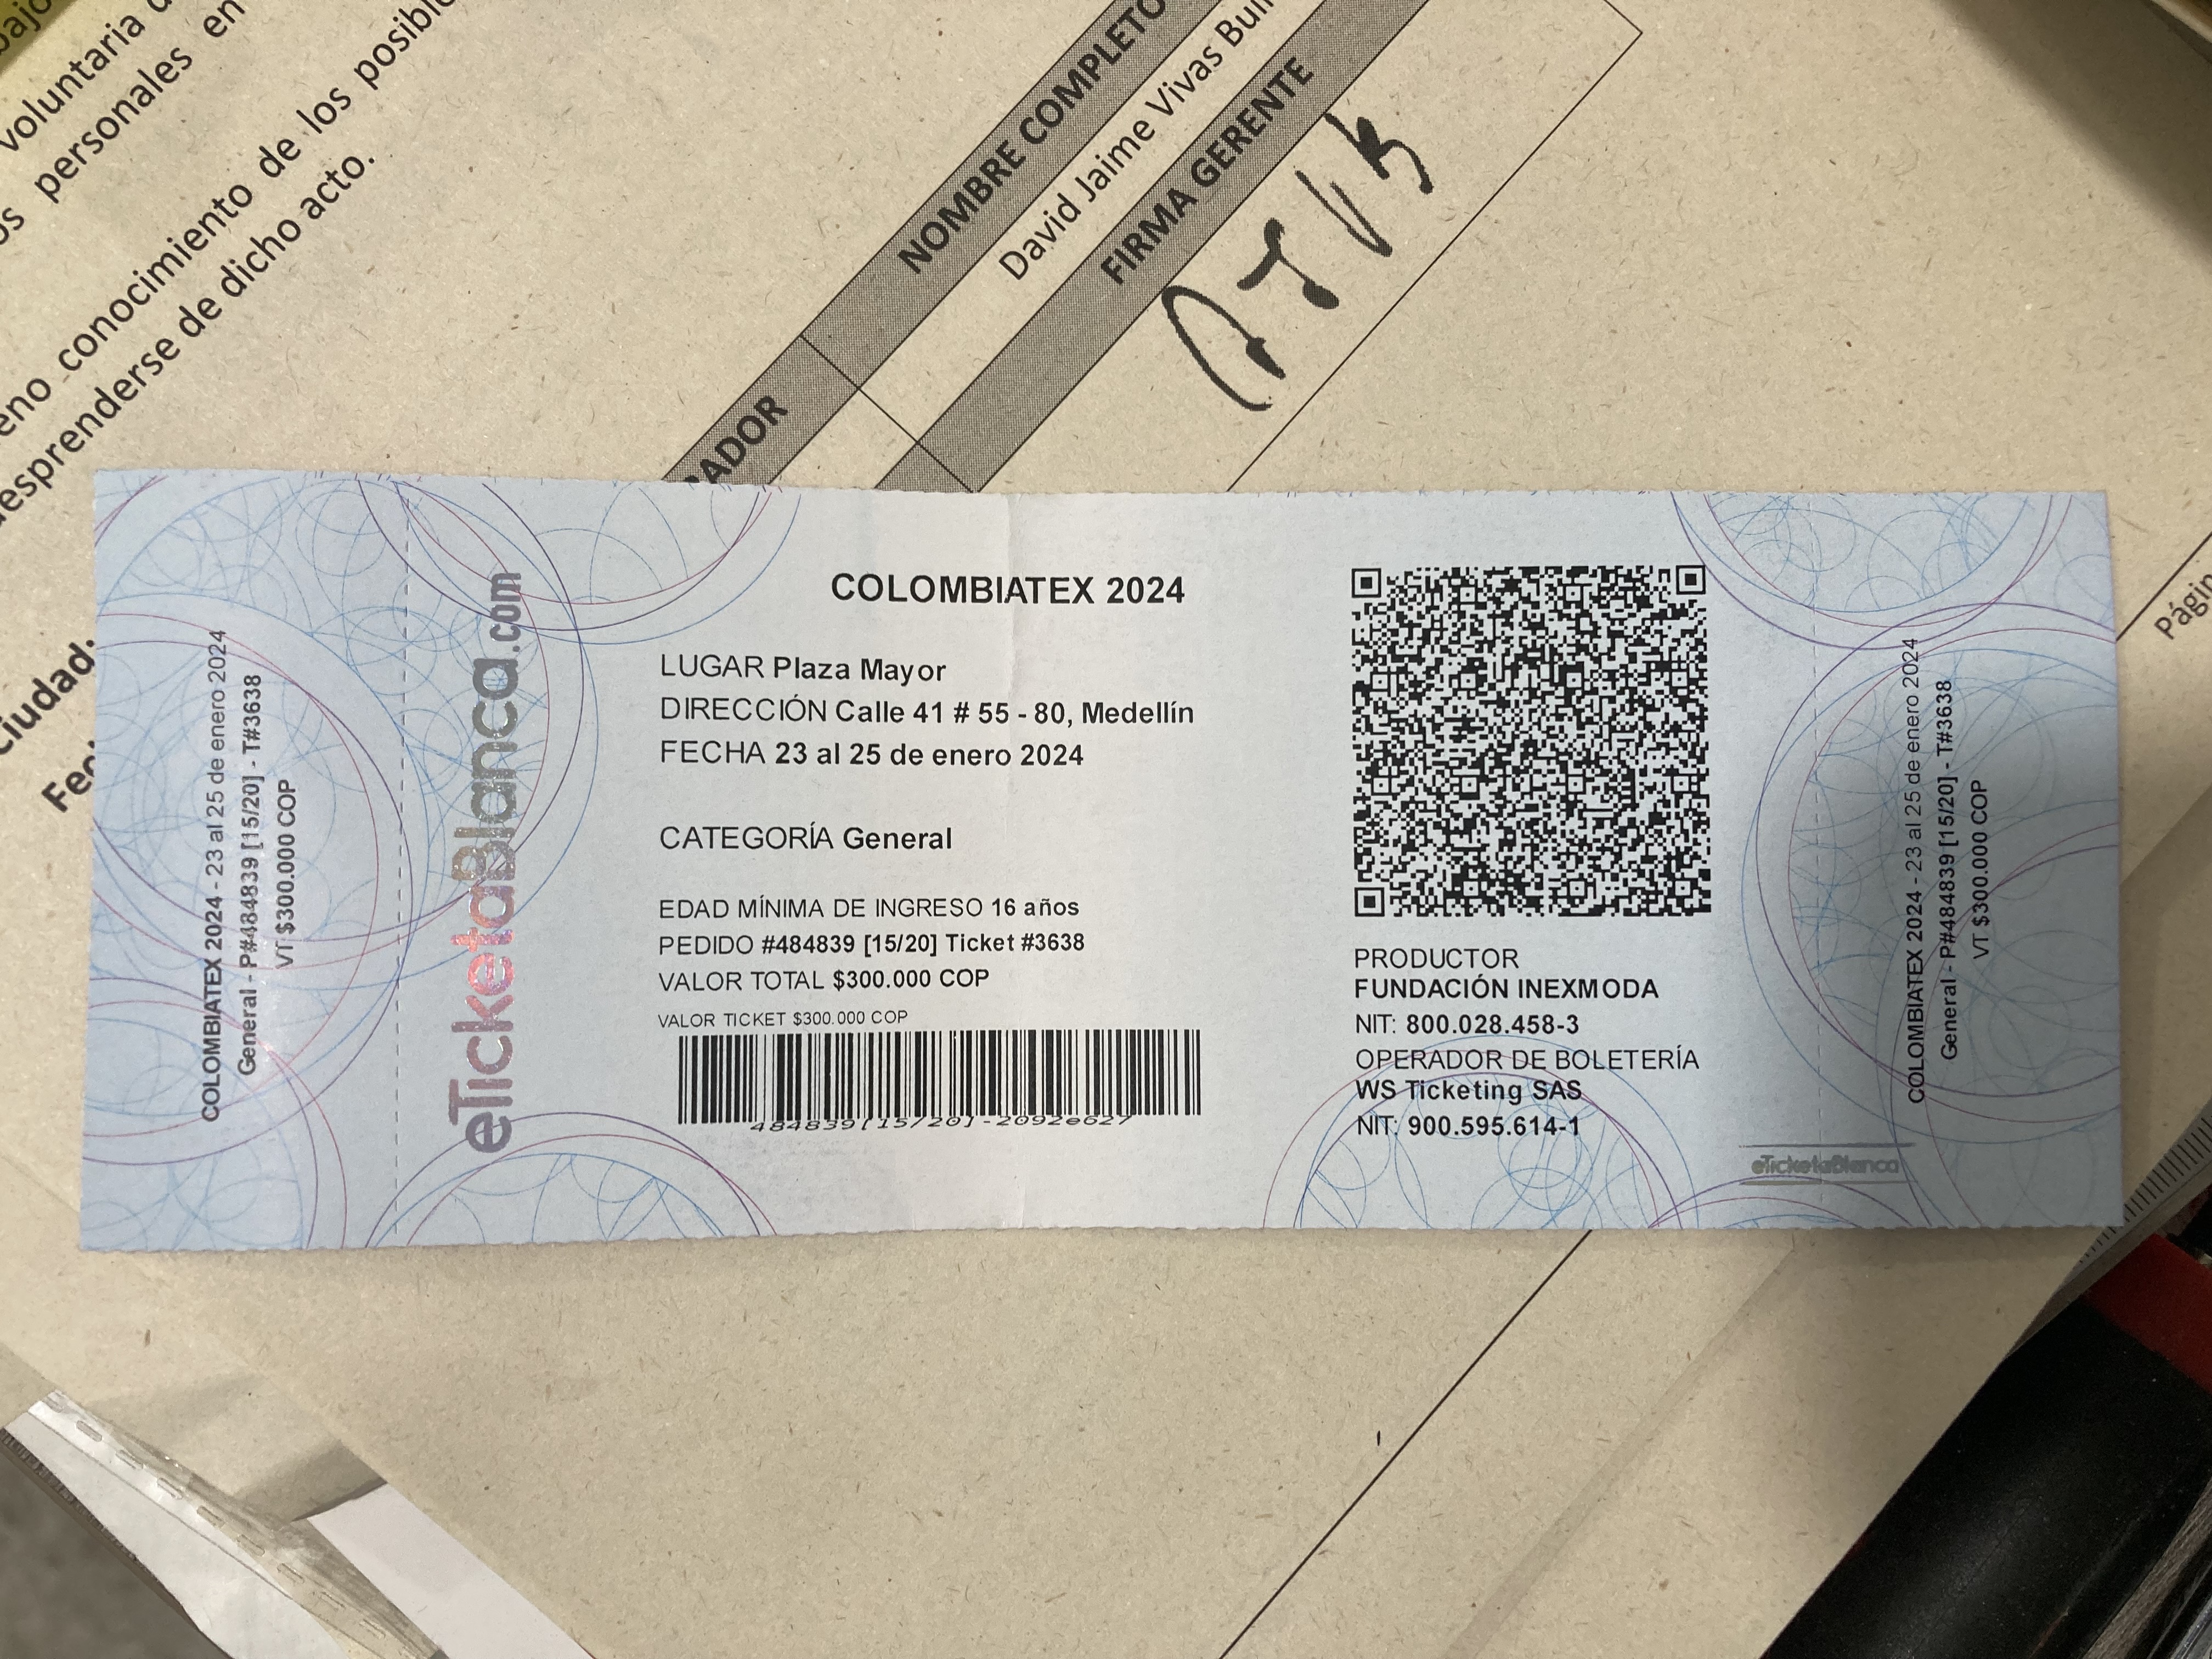 voluntaria
personales en
conocimiento de los
desprenderse de dicho acto.
NOMBRE COMPLETO
David Jaime Vivas
FIRMA GERENTE
Ciudad:
COLOMBIATEX 2024 - 23 al 25 de enero 2024
General - P#484839 [15/20] - T#3638
VT $300.000 COP
eTicketaBlanca.com
COLOMBIATEX 2024
LUGAR Plaza Mayor
DIRECCIÓN Calle 41 # 55 - 80, Medellín
FECHA 23 al 25 de enero 2024
CATEGORÍA General
EDAD MÍNIMA DE INGRESO 16 años
PEDIDO #484839 [15/20] Ticket #3638
VALOR TOTAL $300.000 COP
VALOR TICKET $300.000 COP
484839[15/20]-2092e627
PRODUCTOR
FUNDACIÓN INEXMODA
NIT: 800.028.458-3
OPERADOR DE BOLETERÍA
WS Ticketing SAS
NIT: 900.595.614-1
eTicketaBlanca
COLOMBIATEX 2024 - 23 al 25 de enero 2024
General - P#484839 [15/20] - T#3638
VT $300.000 COP